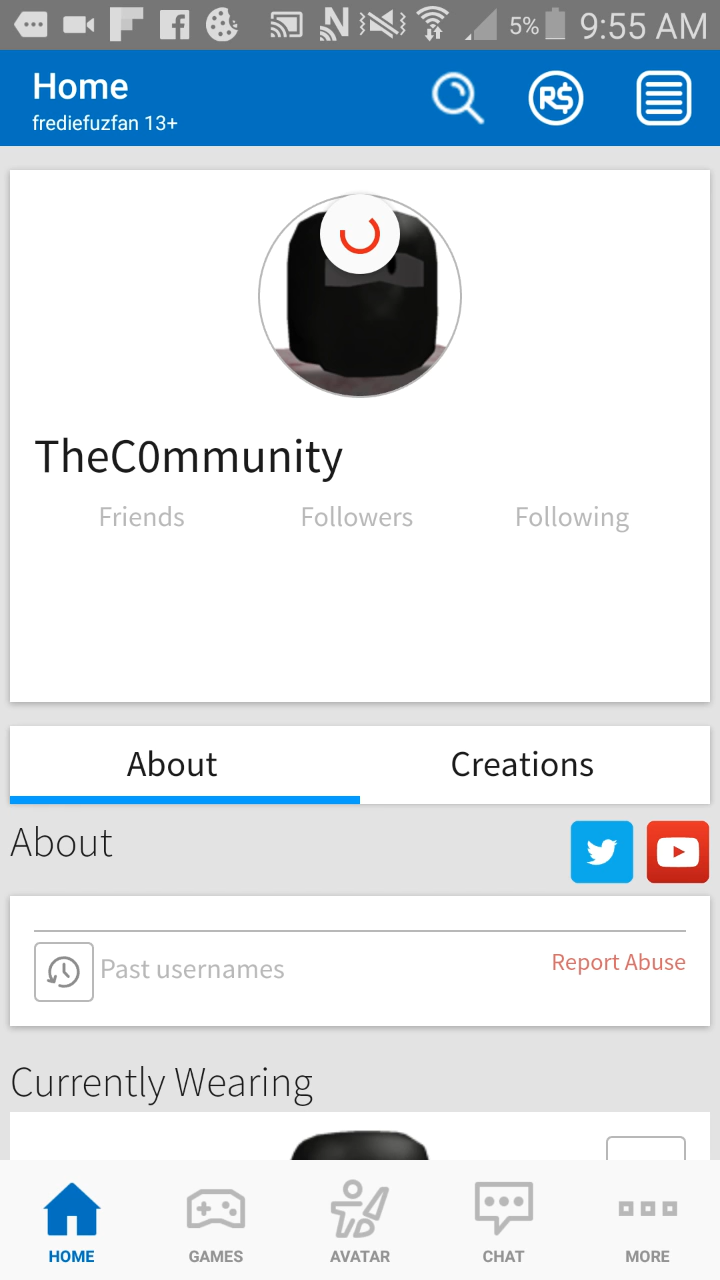 5% 9:55 AM
Home
frediefuzfan 13+
R$
TheC0mmunity
Friends Followers Following
About Creations
About
Past usernames Report Abuse
Currently Wearing
HOME GAMES AVATAR CHAT MORE